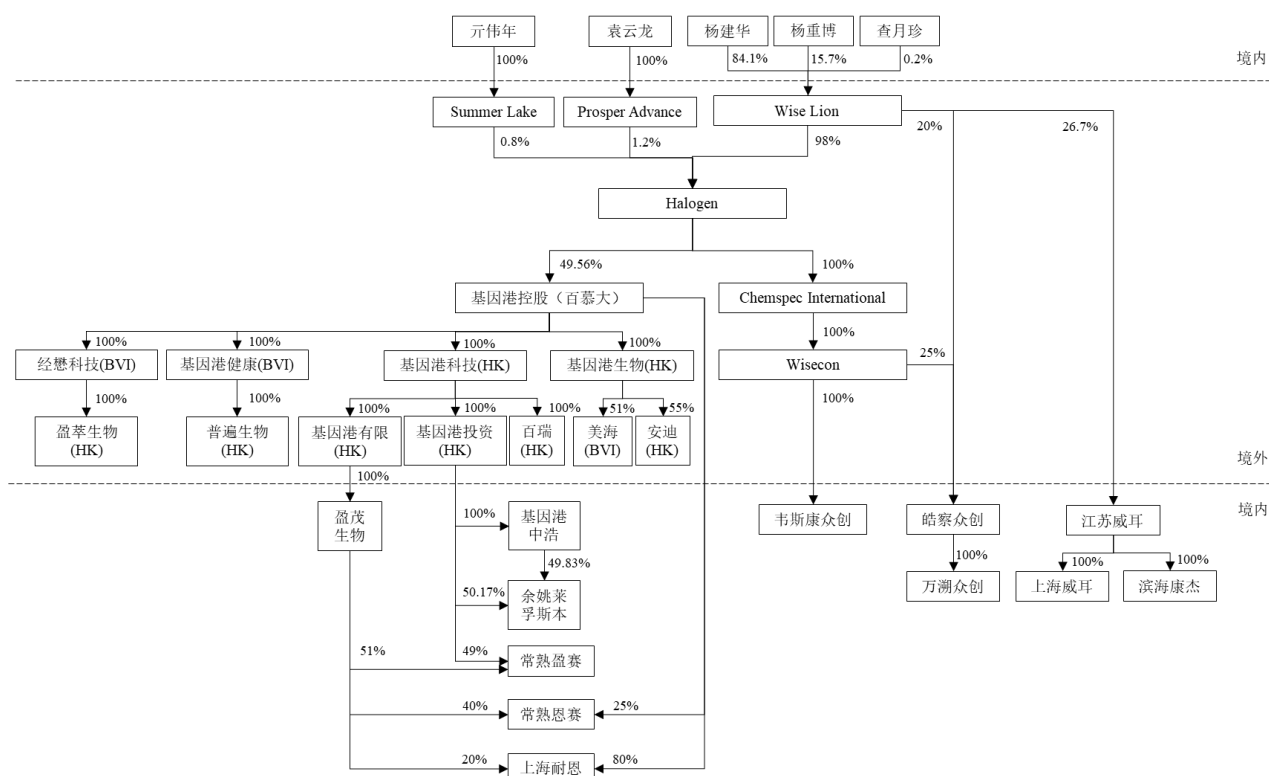 亓伟年
袁云龙
杨建华
杨重博
查月珍
100%
100%
84.1%
15.7%
0.2%
境内
Summer Lake
Prosper Advance
Wise Lion
0.8%
1.2%
98%
20%
26.7%
Halogen
49.56%
100%
基因港控股（百慕大）
Chemspec International
100%
100%
100%
100%
100%
经懋科技(BVI)
基因港健康(BVI)
基因港科技(HK)
基因港生物(HK)
Wisecon
25%
100%
100%
100%
100%
100%
51%
55%
100%
盈萃生物
(HK)
普遍生物
(HK)
基因港有限
(HK)
基因港投资
(HK)
百瑞
(HK)
美海
(BVI)
安迪
(HK)
境外
100%
境内
盈茂
生物
100%
基因港
中浩
韦斯康众创
皓察众创
江苏威耳
49.83%
100%
100%
100%
50.17%
余姚莱
孚斯本
万溯众创
上海威耳
滨海康杰
51%
49%
常熟盈赛
40%
常熟恩赛
25%
20%
上海耐恩
80%